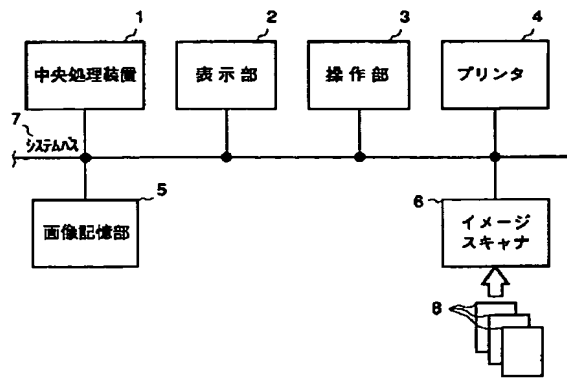 1
中央処理装置
2
表示部
3
操作部
4
プリンタ
7
システムバス
5
画像記憶部
6
イメージ
スキャナ
8